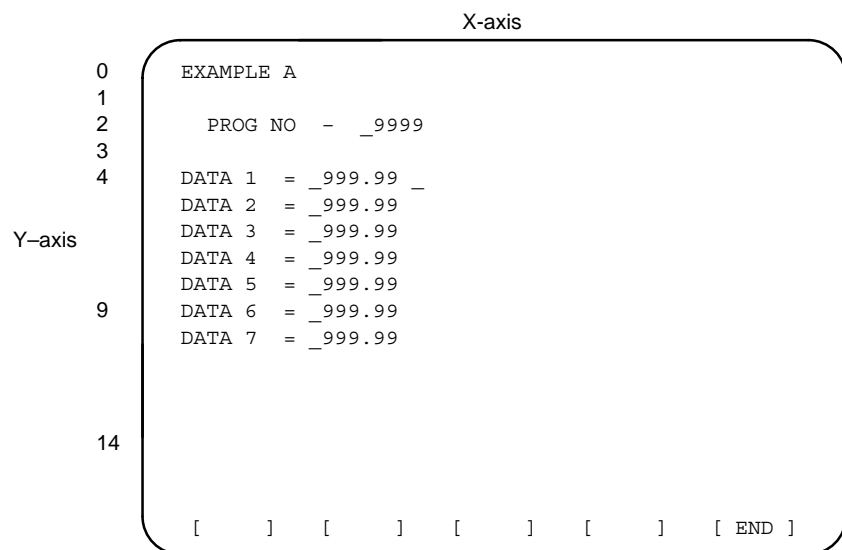 X-axis
0 EXAMPLE A
1
2 PROG NO – _9999
3
4 DATA 1 = _999.99 _
DATA 2 = _999.99
Y–axis DATA 3 = _999.99
DATA 4 = _999.99
DATA 5 = _999.99
9 DATA 6 = _999.99
DATA 7 = _999.99
14
[ ] [ ] [ ] [ ] [ END ]